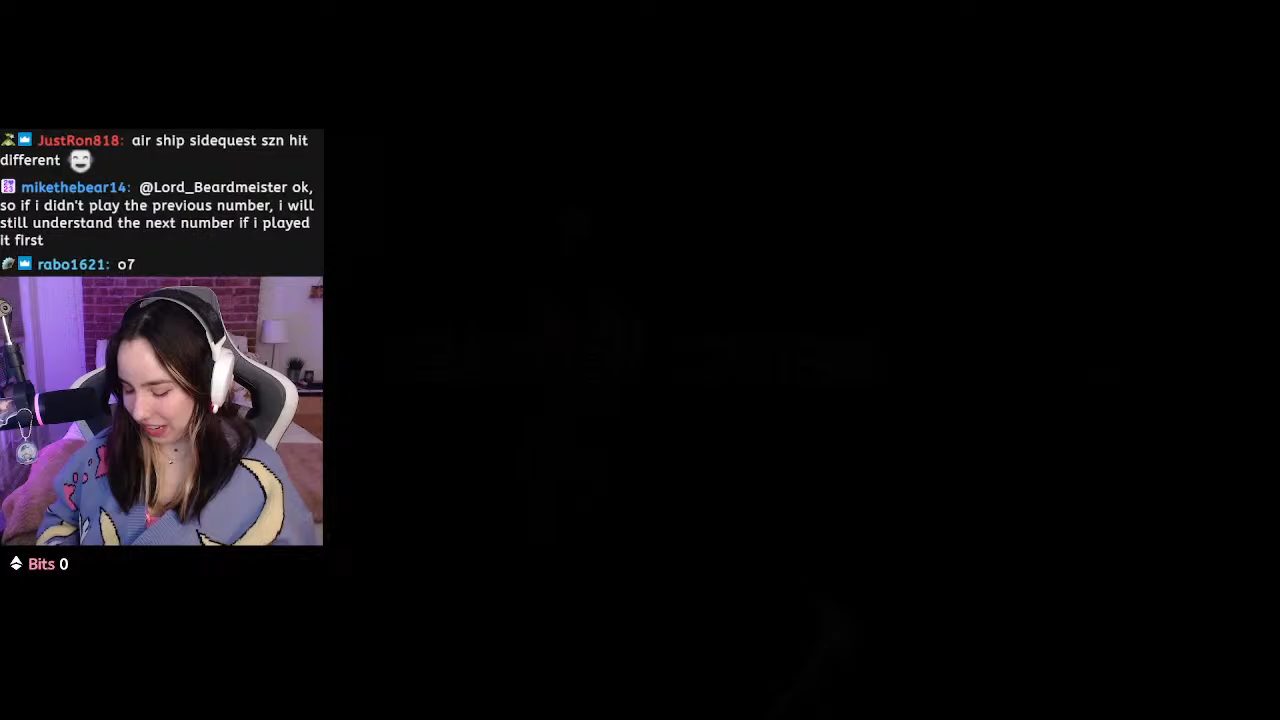 JustRon818: air ship sidequest szn hit
different
mikethebear14: @Lord_Beardmeister ok,
so if i didn't play the previous number, i will
still understand the next number if i played
it first
rabo1621: o7
Bits 0